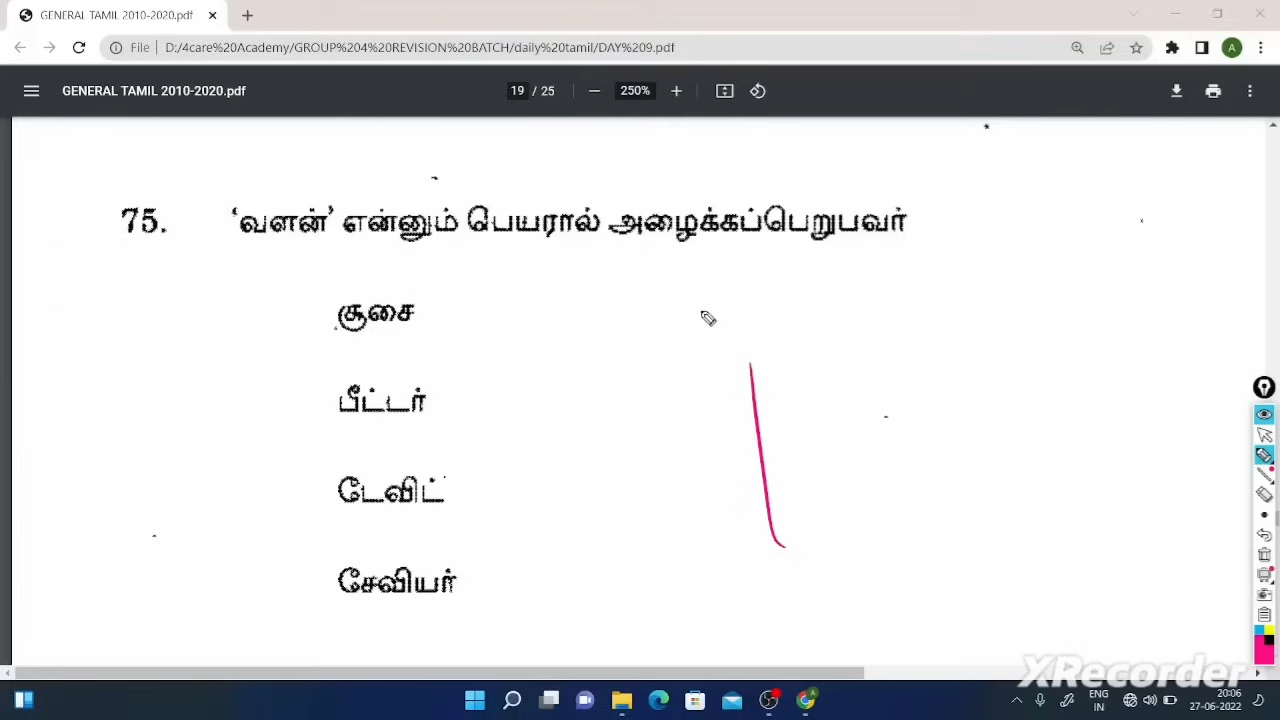 GENERAL TAMIL 2010-2020.pdf
File D:/4care%20Academy/GROUP%204%20REVISION%20BATCH/daily%20tamil/DAY%209.pdf
A
GENERAL TAMIL 2010-2020.pdf 19 / 25 250%
75. ‘வளன்’ என்னும் பெயரால் அழைக்கப்பெறுபவர்
சூசை
பீட்டர்
டேவிட்
சேவியர்
XRecorder
ENG 20:06
IN 27-06-2022